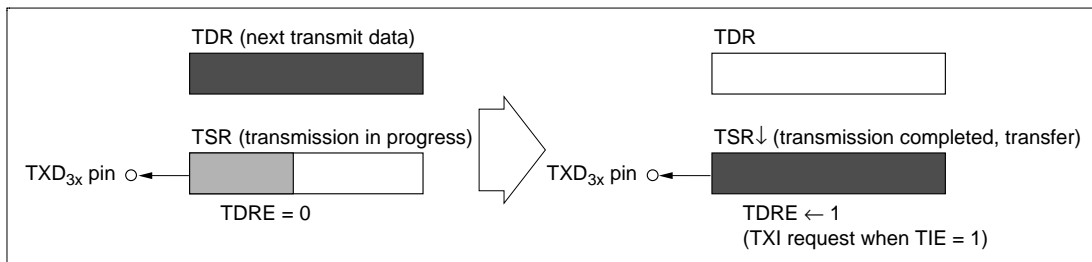 TDR (next transmit data)
TSR (transmission in progress)
TXD3x pin
TDRE = 0
TDR
TSR↓ (transmission completed, transfer)
TXD3x pin
TDRE ← 1
(TXI request when TIE = 1)